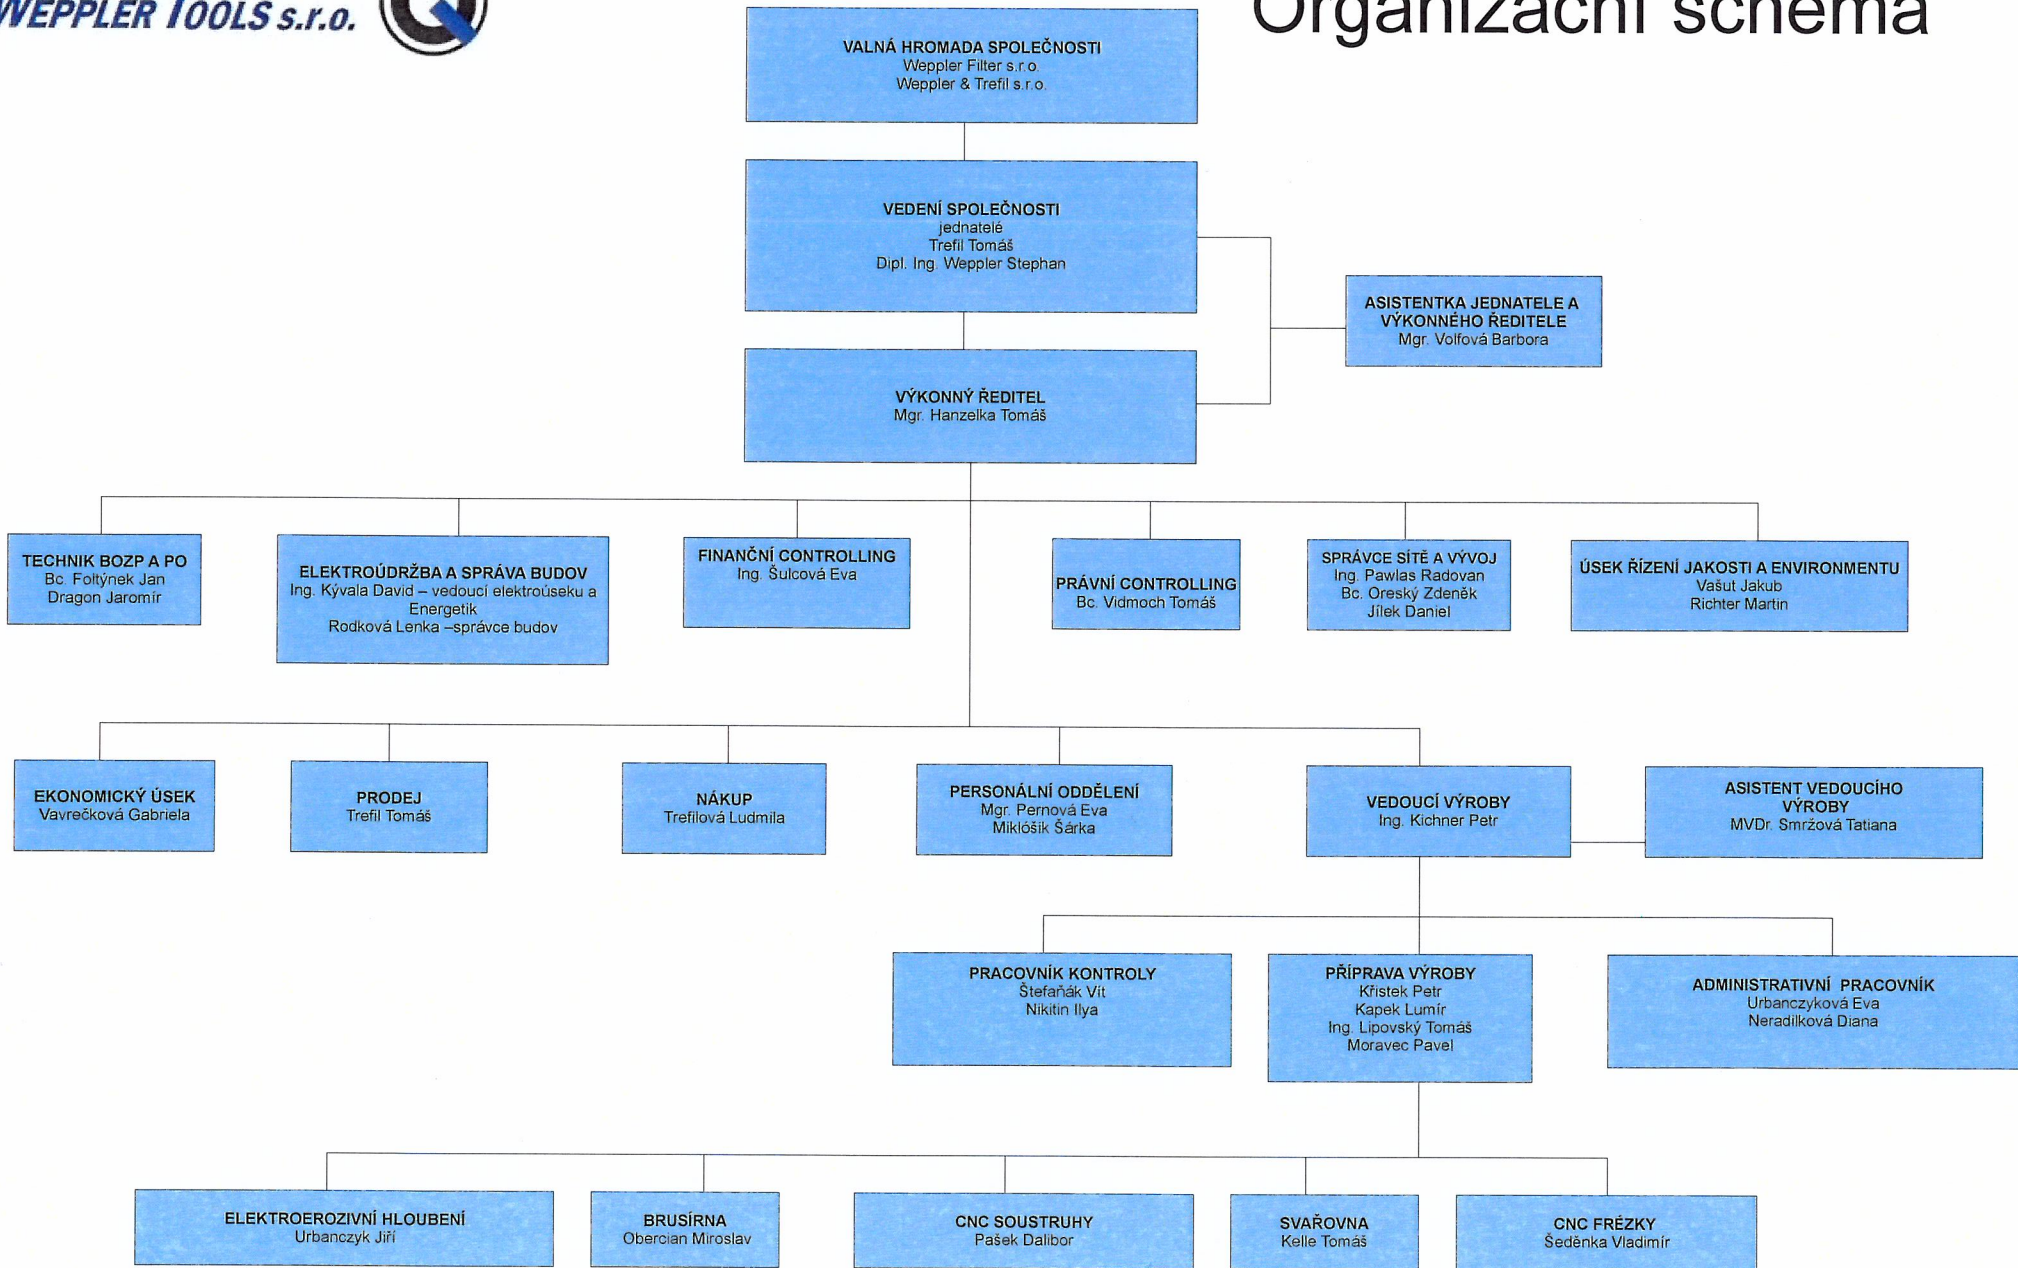 WEPPLER TOOLS s.r.o.
Organizační schéma
VALNÁ HROMADA SPOLEČNOSTI
Weppler Filter s.r.o.
Weppler & Trefil s.r.o.
VEDENÍ SPOLEČNOSTI
jednatelé
Trefil Tomáš
Dipl. Ing. Weppler Stephan
ASISTENTKA JEDNATELE A
VÝKONNÉHO ŘEDITELE
Mgr. Volfová Barbora
VÝKONNÝ ŘEDITEL
Mgr. Hanzelka Tomáš
TECHNIK BOZP A PO
Bc. Foltýnek Jan
Dragon Jaromír
ELEKTROÚDRŽBA A SPRÁVA BUDOV
Ing. Kývala David – vedoucí elektroúseku a
Energetik
Rodková Lenka –správce budov
FINANČNÍ CONTROLLING
Ing. Šulcová Eva
PRÁVNÍ CONTROLLING
Bc. Vidmoch Tomáš
SPRÁVCE SÍTĚ A VÝVOJ
Ing. Pawlas Radovan
Bc. Oreský Zdeněk
Jílek Daniel
ÚSEK ŘÍZENÍ JAKOSTI A ENVIRONMENTU
Vašut Jakub
Richter Martin
EKONOMICKÝ ÚSEK
Vavrečková Gabriela
PRODEJ
Trefil Tomáš
NÁKUP
Trefilová Ludmila
PERSONÁLNÍ ODDĚLENÍ
Mgr. Pernová Eva
Miklóšik Šárka
VEDOUCÍ VÝROBY
Ing. Kichner Petr
ASISTENT VEDOUCÍHO
VÝROBY
MVDr. Smržová Tatiana
PRACOVNÍK KONTROLY
Štefaňák Vít
Nikitin Ilya
PŘÍPRAVA VÝROBY
Křístek Petr
Kapek Lumír
Ing. Lipovský Tomáš
Moravec Pavel
ADMINISTRATIVNÍ PRACOVNÍK
Urbanczyková Eva
Neradilková Diana
ELEKTROEROZIVNÍ HLOUBENÍ
Urbanczyk Jiří
BRUSÍRNA
Obercian Miroslav
CNC SOUSTRUHY
Pašek Dalibor
SVAŘOVNA
Kelle Tomáš
CNC FRÉZKY
Šeděnka Vladimír